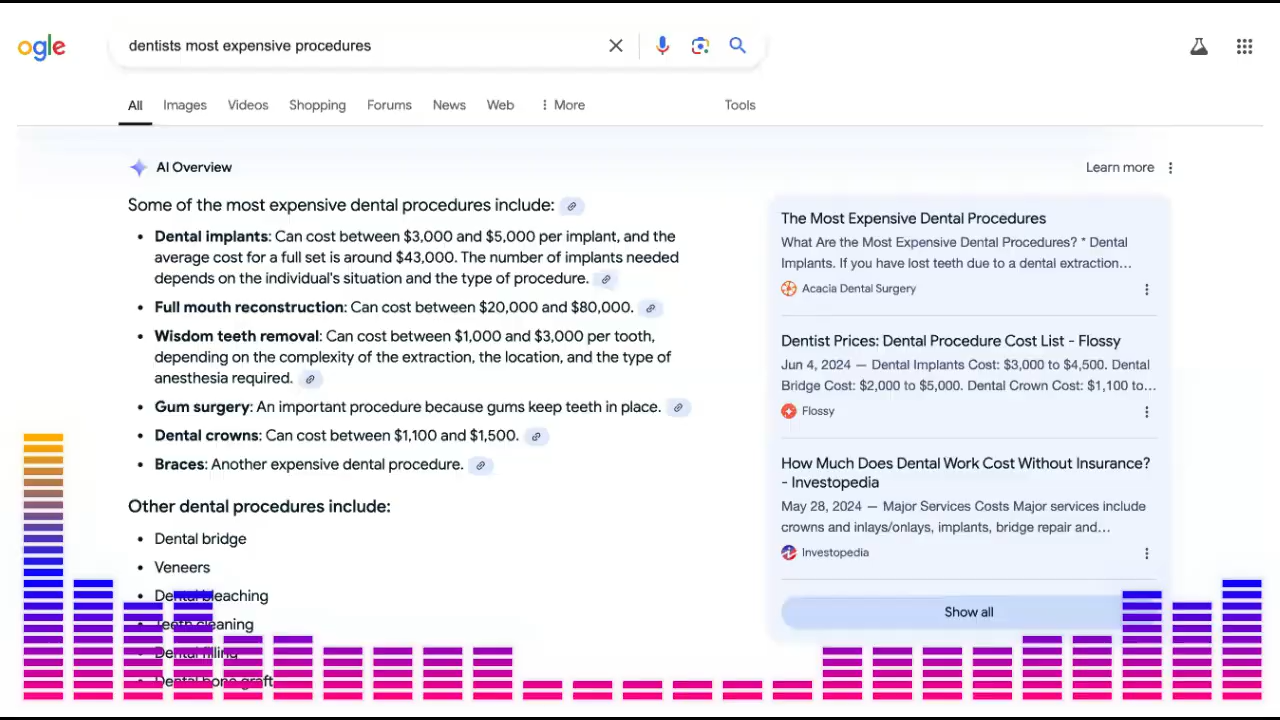 ogle
dentists most expensive procedures
All Images Videos Shopping Forums News Web More Tools
AI Overview
Learn more
Some of the most expensive dental procedures include:
Dental implants: Can cost between $3,000 and $5,000 per implant, and the
average cost for a full set is around $43,000. The number of implants needed
depends on the individual's situation and the type of procedure.
Full mouth reconstruction: Can cost between $20,000 and $80,000.
Wisdom teeth removal: Can cost between $1,000 and $3,000 per tooth,
depending on the complexity of the extraction, the location, and the type of
anesthesia required.
Gum surgery: An important procedure because gums keep teeth in place.
Dental crowns: Can cost between $1,100 and $1,500.
Braces: Another expensive dental procedure.
Other dental procedures include:
Dental bridge
Veneers
Dental bleaching
Teeth cleaning
Dental filling
Dental bone graft
The Most Expensive Dental Procedures
What Are the Most Expensive Dental Procedures? * Dental
Implants. If you have lost teeth due to a dental extraction...
Acacia Dental Surgery
Dentist Prices: Dental Procedure Cost List - Flossy
Jun 4, 2024 — Dental Implants Cost: $3,000 to $4,500. Dental
Bridge Cost: $2,000 to $5,000. Dental Crown Cost: $1,100 to...
Flossy
How Much Does Dental Work Cost Without Insurance?
- Investopedia
May 28, 2024 — Major Services Costs Major services include
crowns and inlays/onlays, implants, bridge repair and...
Investopedia
Show all